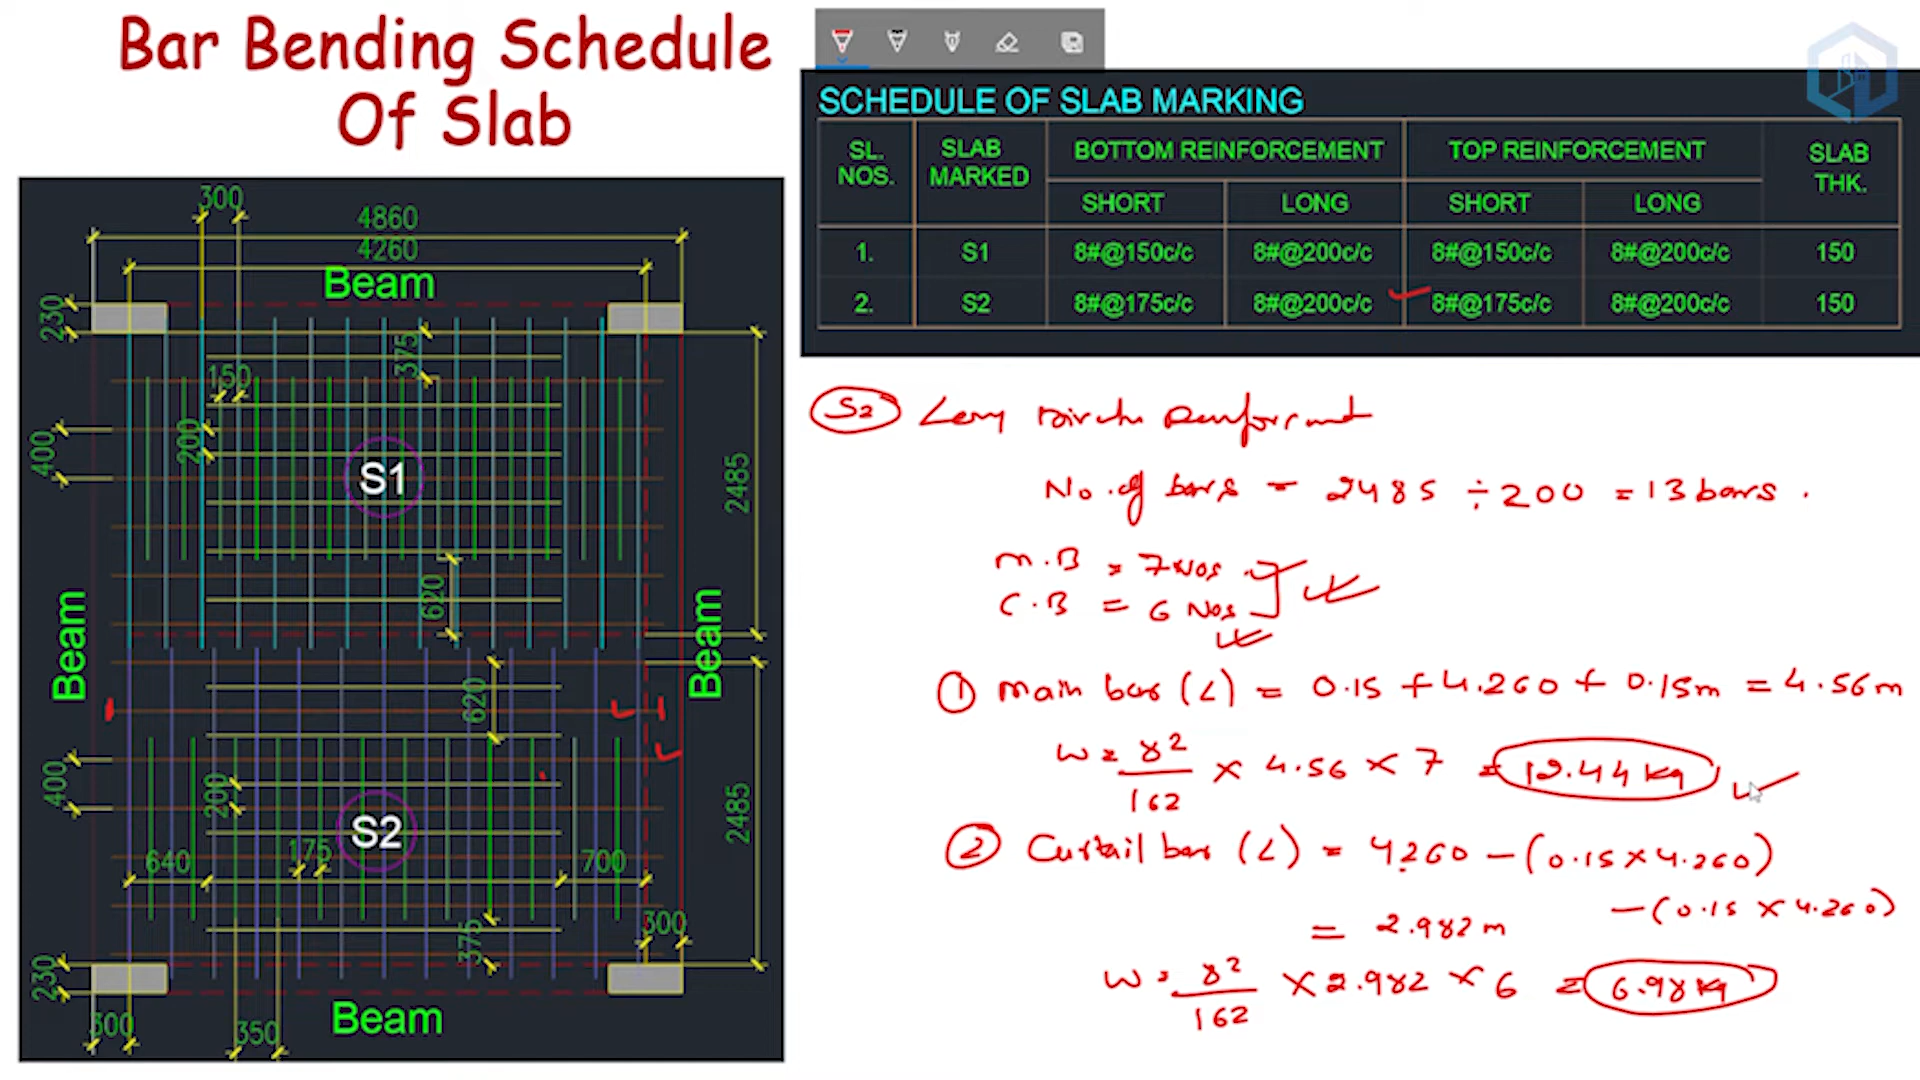 Bar Bending Schedule
Of Slab
SCHEDULE OF SLAB MARKING
SL. NOS. SLAB MARKED BOTTOM REINFORCEMENT TOP REINFORCEMENT SLAB THK.
SHORT LONG SHORT LONG
1. S1 8#@150c/c 8#@200c/c 8#@150c/c 8#@200c/c 150
2. S2 8#@175c/c 8#@200c/c 8#@175c/c 8#@200c/c 150
300
4860
4260
Beam
230
375
150
200
400
S1
2485
620
Beam
Beam
620
400
200
S2
2485
640
175
700
375
300
230
Beam
300
350
S2
No. of bars = 2485 ÷ 200 = 13 bars.
M.B = 7 Nos
C.B = 6 Nos
① Main bar (L) = 0.15 + 4.260 + 0.15m = 4.56m
W = 8²/162 × 4.56 × 7 = 12.44 kg
② Curtail bar (L) = 4260 - (0.15 × 4.260)
- (0.15 × 4.260)
= 2.982 m
W = 8²/162 × 2.982 × 6 = 6.98 kg